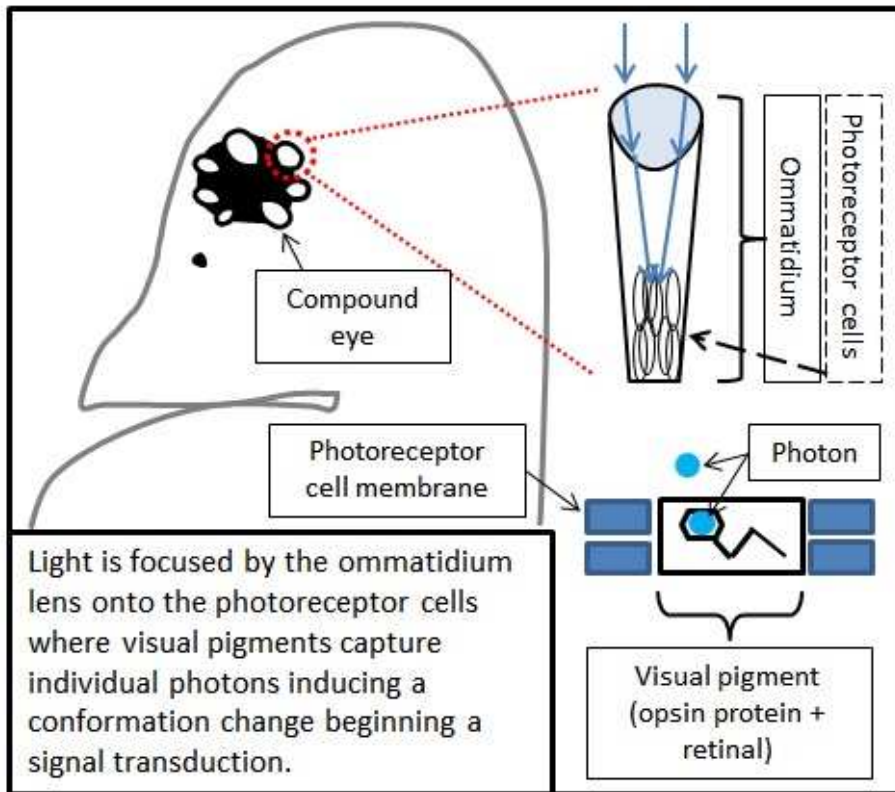 Compound
eye
Ommatidium
Photoreceptor cells
Photoreceptor
cell membrane
Photon
Light is focused by the ommatidium
lens onto the photoreceptor cells
where visual pigments capture
individual photons inducing a
conformation change beginning a
signal transduction.
Visual pigment
(opsin protein +
retinal)